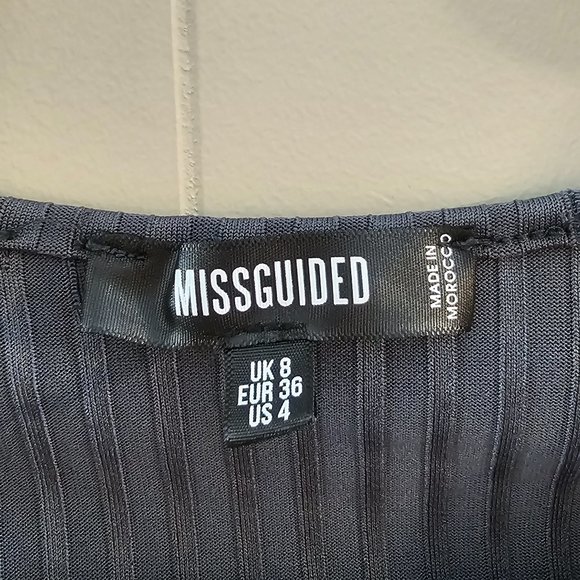 MISSGUIDED
MADE IN
MOROCCO
UK 8
EUR 36
US 4